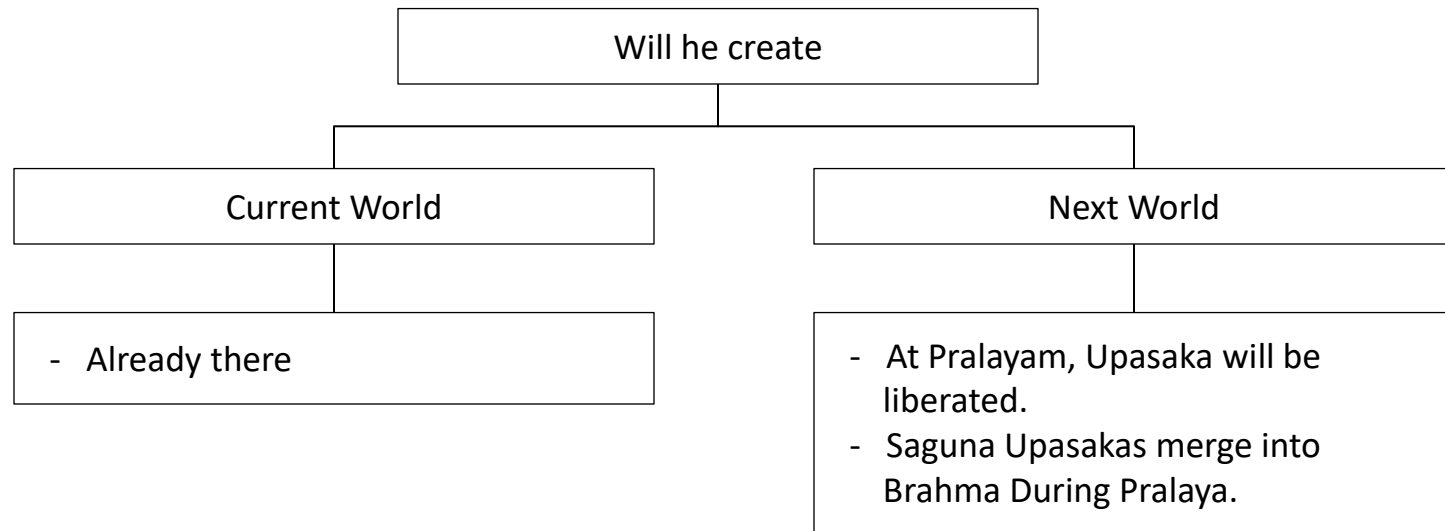 Will he create
Current World
Next World
- Already there
- At Pralayam, Upasaka will be
liberated.
- Saguna Upasakas merge into
Brahma During Pralaya.